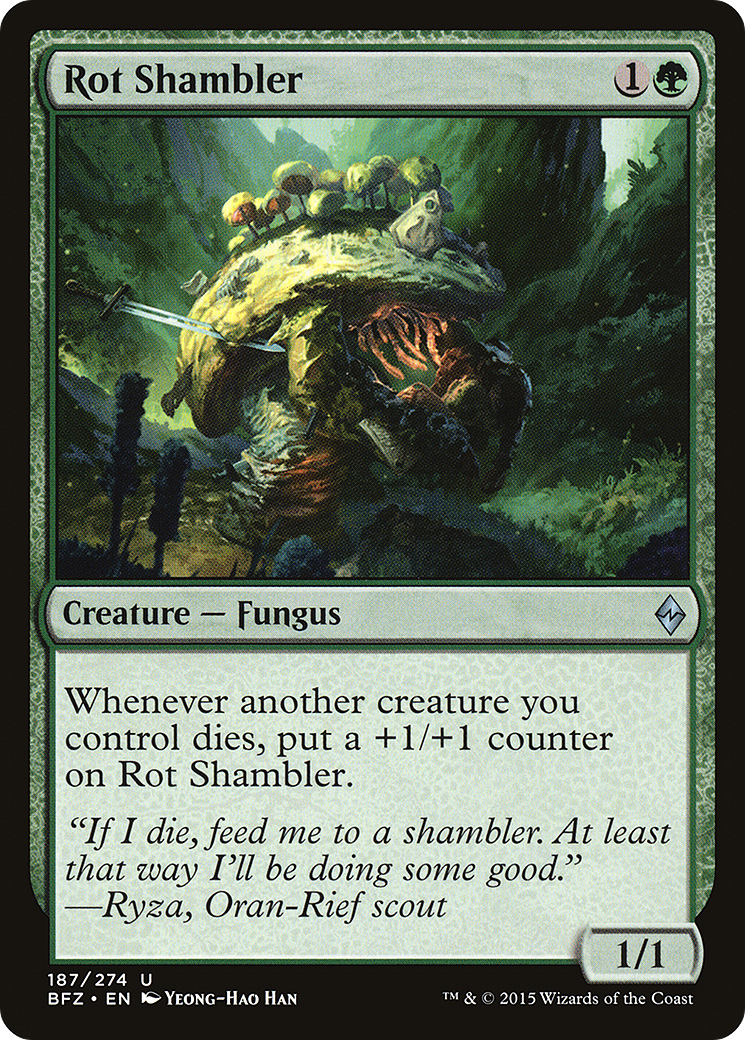 Rot Shambler 1
Creature — Fungus
Whenever another creature you
control dies, put a +1/+1 counter
on Rot Shambler.
“If I die, feed me to a shambler. At least
that way I’ll be doing some good.”
—Ryza, Oran-Rief scout
1/1
187/274 U
BFZ • EN Yeong-Hao Han
™ & © 2015 Wizards of the Coast